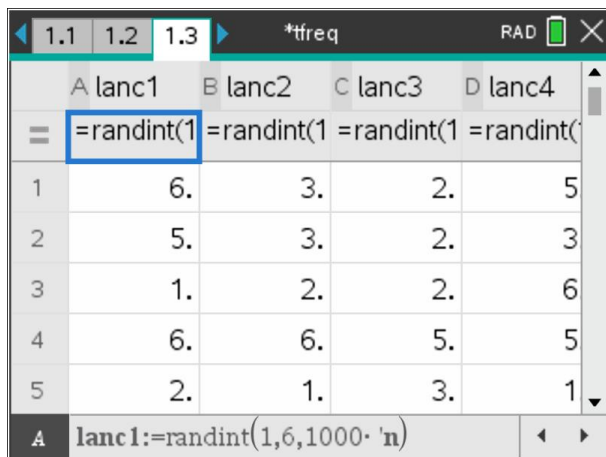 1.1 1.2 1.3 *tfreq RAD
A lanc1 B lanc2 C lanc3 D lanc4
= =randint(1 =randint(1 =randint(1 =randint(
1 6. 3. 2. 5
2 5. 3. 2. 3
3 1. 2. 2. 6
4 6. 6. 5. 5
5 2. 1. 3. 1
A lanc1:=randint(1,6,1000· 'n)